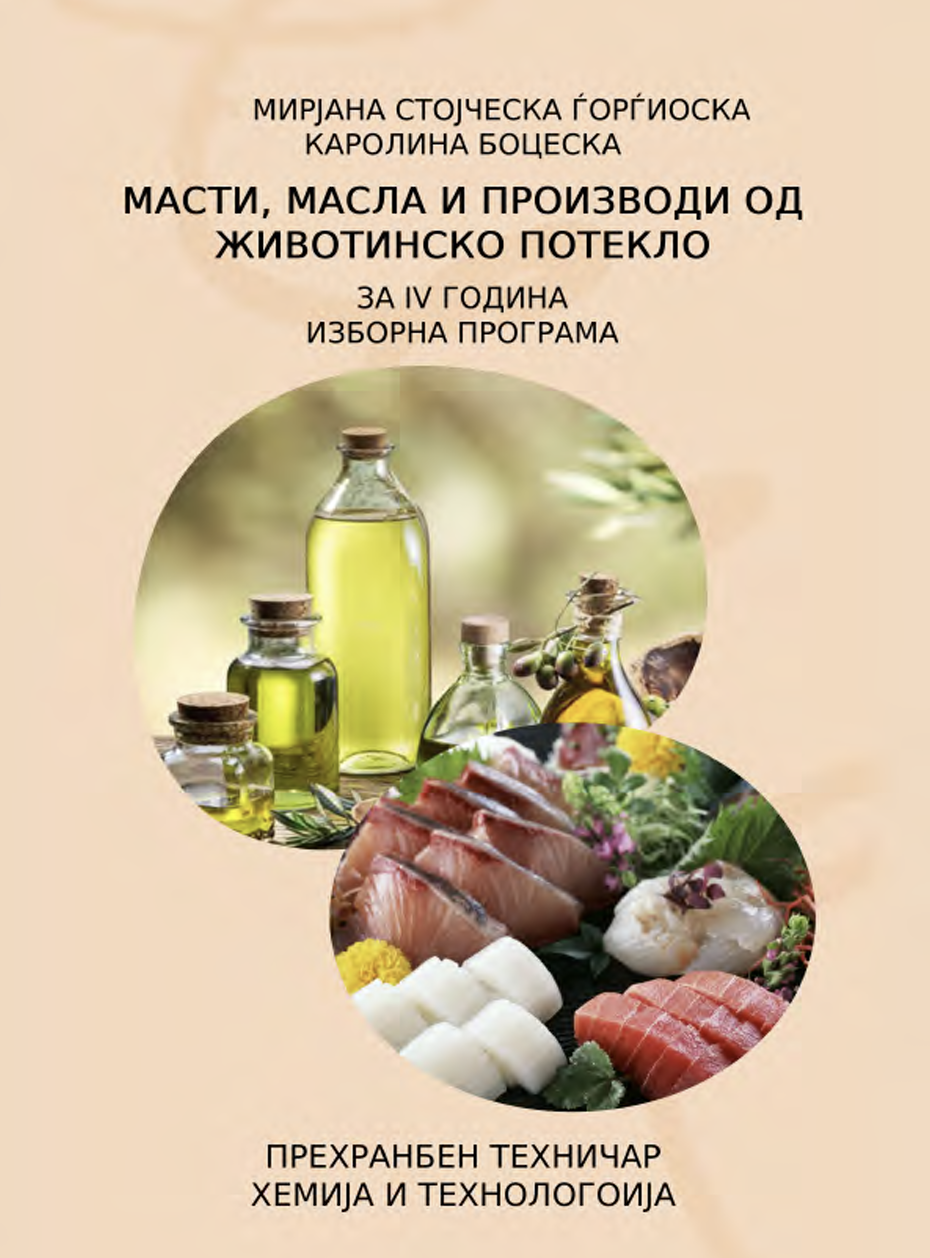 МИРЈАНА СТОЈЧЕСКА ЃОРЃИОСКА
КАРОЛИНА БОЦЕСКА
МАСТИ, МАСЛА И ПРОИЗВОДИ ОД
ЖИВОТИНСКО ПОТЕКЛО
ЗА IV ГОДИНА
ИЗБОРНА ПРОГРАМА
ПРЕХРАНБЕН ТЕХНИЧАР
ХЕМИЈА И ТЕХНОЛОГОИЈА